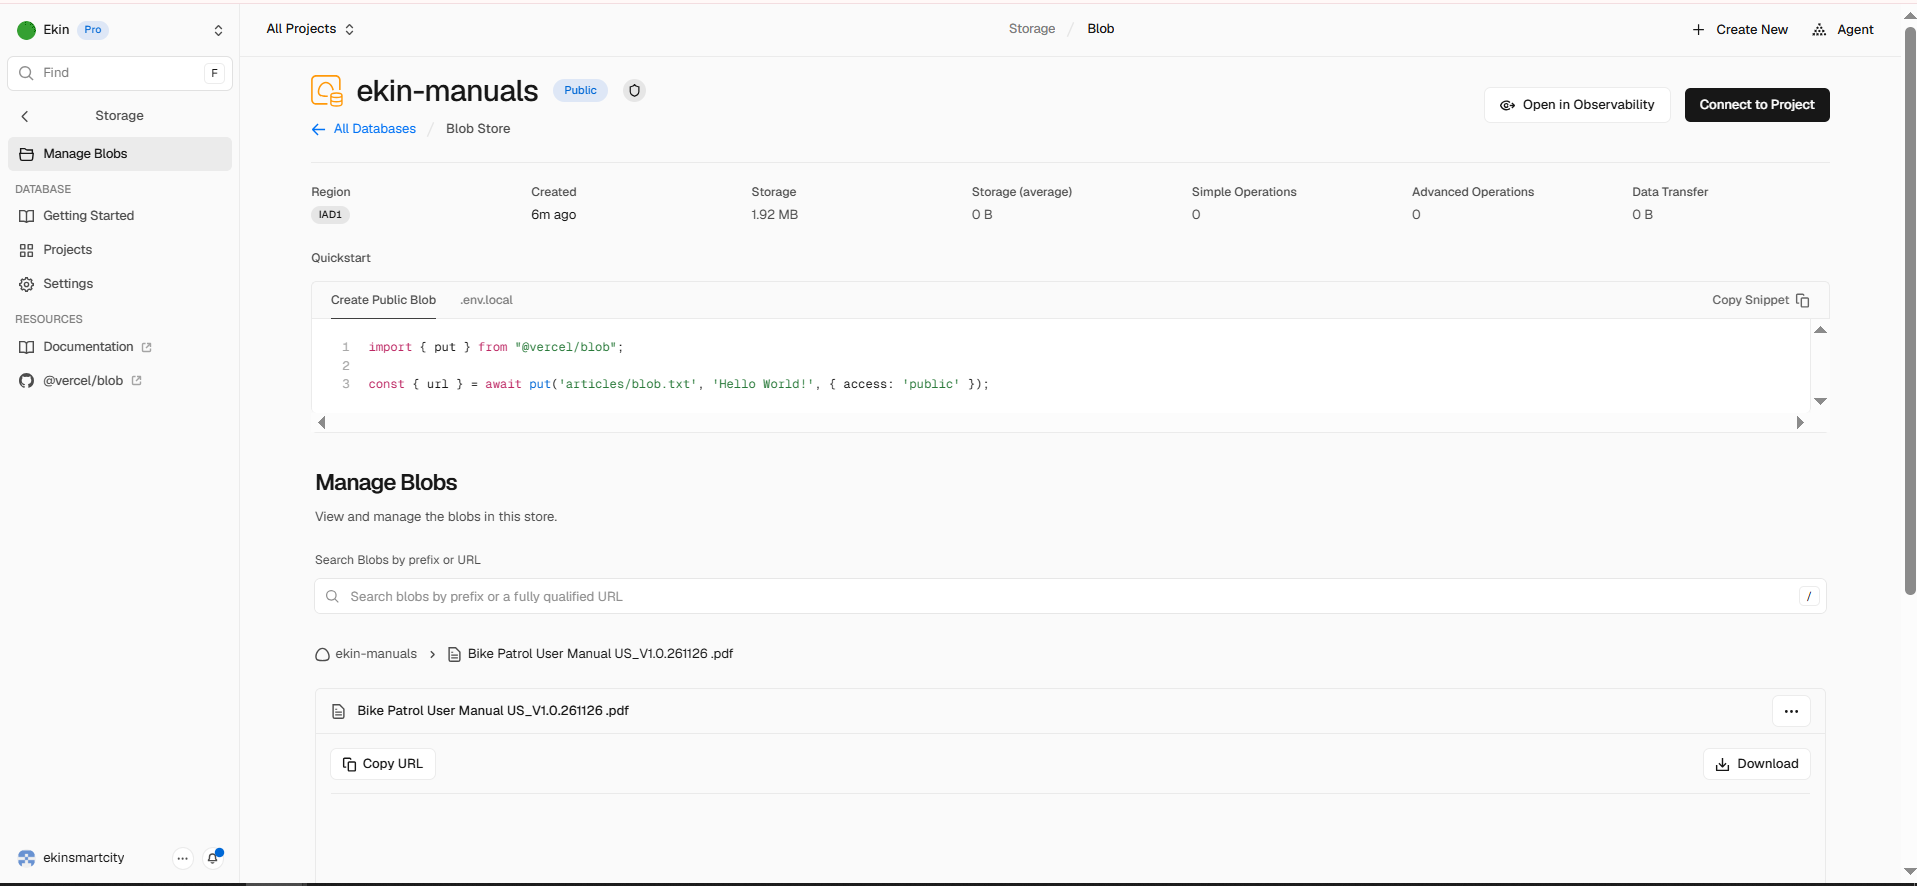 Ekin Pro
Find F
Storage
Manage Blobs
DATABASE
Getting Started
Projects
Settings
RESOURCES
Documentation
@vercel/blob
ekinsmartcity
All Projects
Storage / Blob
Create New
Agent
ekin-manuals Public
All Databases / Blob Store
Open in Observability
Connect to Project
Region Created Storage Storage (average) Simple Operations Advanced Operations Data Transfer
IAD1 6m ago 1.92 MB 0 B 0 0 0 B
Quickstart
Create Public Blob .env.local Copy Snippet
1 import { put } from "@vercel/blob";
2
3 const { url } = await put('articles/blob.txt', 'Hello World!', { access: 'public' });
Manage Blobs
View and manage the blobs in this store.
Search Blobs by prefix or URL
Search blobs by prefix or a fully qualified URL /
ekin-manuals > Bike Patrol User Manual US_V1.0.261126 .pdf
Bike Patrol User Manual US_V1.0.261126 .pdf
Copy URL
Download